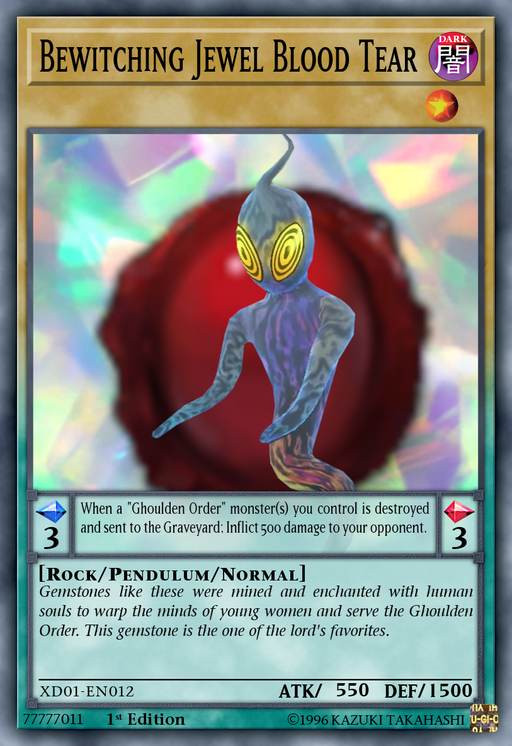 BEWITCHING JEWEL BLOOD TEAR
DARK
闇
When a "Ghoulden Order" monster(s) you control is destroyed
and sent to the Graveyard: Inflict 500 damage to your opponent.
3
3
[ROCK/PENDULUM/NORMAL]
Gemstones like these were mined and enchanted with human
souls to warp the minds of young women and serve the Ghoulden
Order. This gemstone is the one of the lord's favorites.
XD01-EN012
ATK/ 550 DEF/1500
77777011 1st Edition ©1996 KAZUKI TAKAHASHI